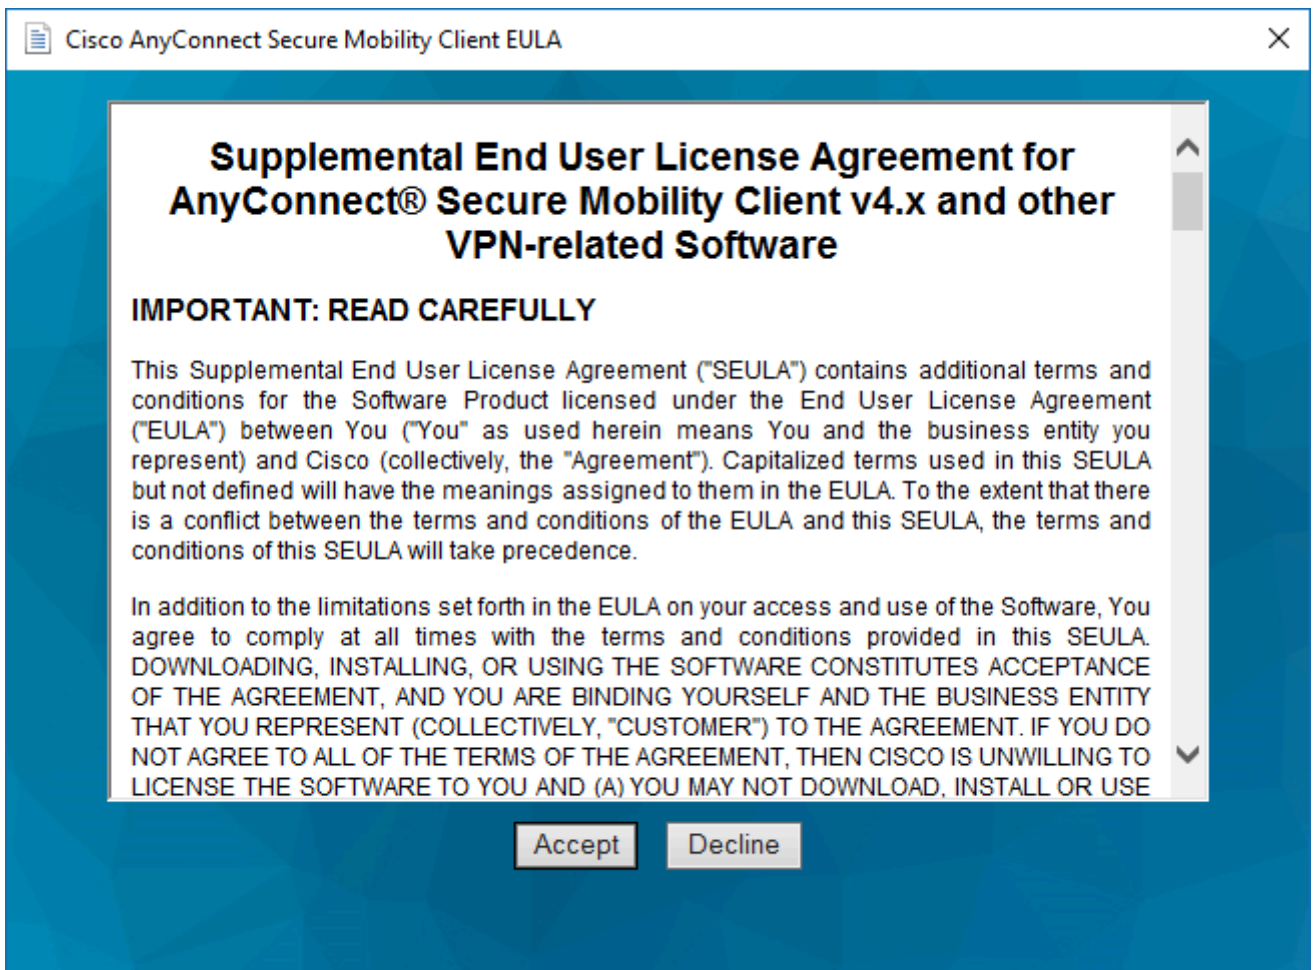 Cisco AnyConnect Secure Mobility Client EULA
Supplemental End User License Agreement for
AnyConnect® Secure Mobility Client v4.x and other
VPN-related Software
IMPORTANT: READ CAREFULLY
This Supplemental End User License Agreement ("SEULA") contains additional terms and
conditions for the Software Product licensed under the End User License Agreement
("EULA") between You ("You" as used herein means You and the business entity you
represent) and Cisco (collectively, the "Agreement"). Capitalized terms used in this SEULA
but not defined will have the meanings assigned to them in the EULA. To the extent that there
is a conflict between the terms and conditions of the EULA and this SEULA, the terms and
conditions of this SEULA will take precedence.
In addition to the limitations set forth in the EULA on your access and use of the Software, You
agree to comply at all times with the terms and conditions provided in this SEULA.
DOWNLOADING, INSTALLING, OR USING THE SOFTWARE CONSTITUTES ACCEPTANCE
OF THE AGREEMENT, AND YOU ARE BINDING YOURSELF AND THE BUSINESS ENTITY
THAT YOU REPRESENT (COLLECTIVELY, "CUSTOMER") TO THE AGREEMENT. IF YOU DO
NOT AGREE TO ALL OF THE TERMS OF THE AGREEMENT, THEN CISCO IS UNWILLING TO
LICENSE THE SOFTWARE TO YOU AND (A) YOU MAY NOT DOWNLOAD, INSTALL OR USE
Accept Decline